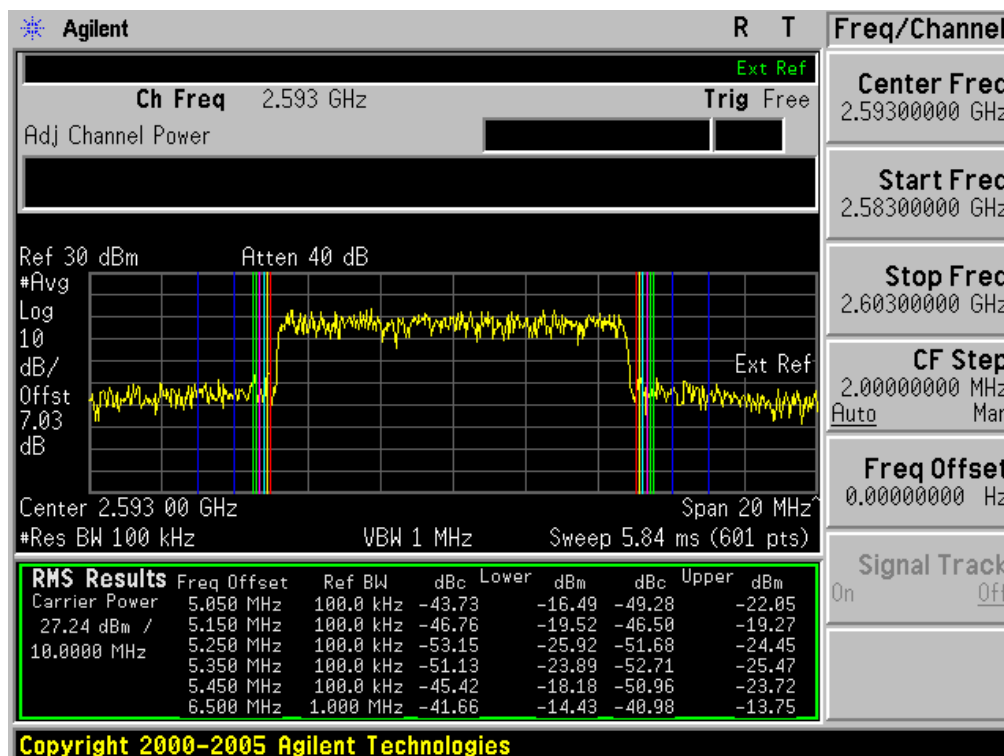 Agilent R T
Ext Ref
Ch Freq 2.593 GHz Trig Free
Adj Channel Power
Ref 30 dBm Atten 40 dB
#Avg
Log
10
dB/
Offst
7.03
dB
Ext Ref
Center 2.593 00 GHz Span 20 MHz^
#Res BW 100 kHz VBW 1 MHz Sweep 5.84 ms (601 pts)
RMS Results Freq Offset Ref BW dBc Lower dBm dBc Upper dBm
Carrier Power 5.050 MHz 100.0 kHz -43.73 -16.49 -49.28 -22.05
27.24 dBm / 5.150 MHz 100.0 kHz -46.76 -19.52 -46.50 -19.27
10.0000 MHz 5.250 MHz 100.0 kHz -53.15 -25.92 -51.68 -24.45
5.350 MHz 100.0 kHz -51.13 -23.89 -52.71 -25.47
5.450 MHz 100.0 kHz -45.42 -18.18 -50.96 -23.72
6.500 MHz 1.000 MHz -41.66 -14.43 -40.98 -13.75
Copyright 2000-2005 Agilent Technologies
Freq/Channel
Center Freq
2.59300000 GHz
Start Freq
2.58300000 GHz
Stop Freq
2.60300000 GHz
CF Step
2.00000000 MHz
Auto Man
Freq Offset
0.00000000 Hz
Signal Track
On Off